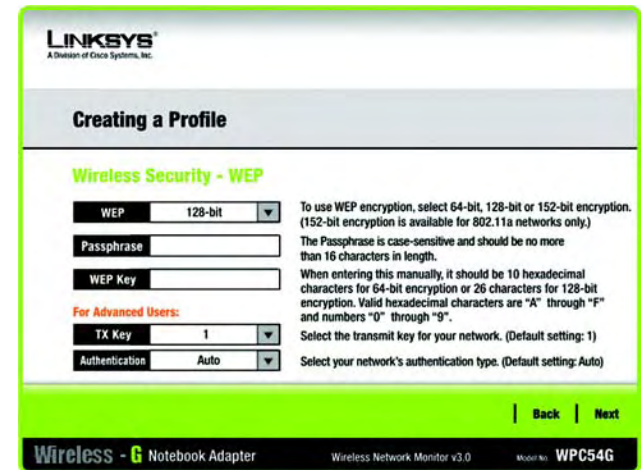 LINKSYS®
A Division of Cisco Systems, Inc.
Creating a Profile
Wireless Security - WEP
WEP 128-bit
To use WEP encryption, select 64-bit, 128-bit or 152-bit encryption.
(152-bit encryption is available for 802.11a networks only.)
Passphrase
The Passphrase is case-sensitive and should be no more
than 16 characters in length.
WEP Key
When entering this manually, it should be 10 hexadecimal
characters for 64-bit encryption or 26 characters for 128-bit
encryption. Valid hexadecimal characters are “A” through “F”
and numbers “0” through “9”.
For Advanced Users:
TX Key 1
Select the transmit key for your network. (Default setting: 1)
Authentication Auto
Select your network's authentication type. (Default setting: Auto)
Back Next
Wireless - G Notebook Adapter
Wireless Network Monitor v3.0
Model No. WPC54G